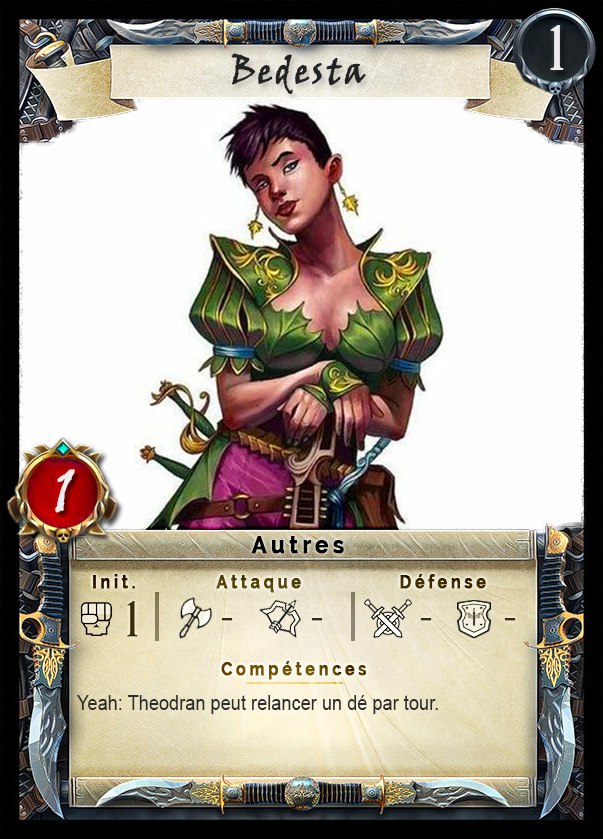 Bedesta
1
1
Autres
Init. Attaque Défense
1 - - - -
Compétences
Yeah: Theodran peut relancer un dé par tour.